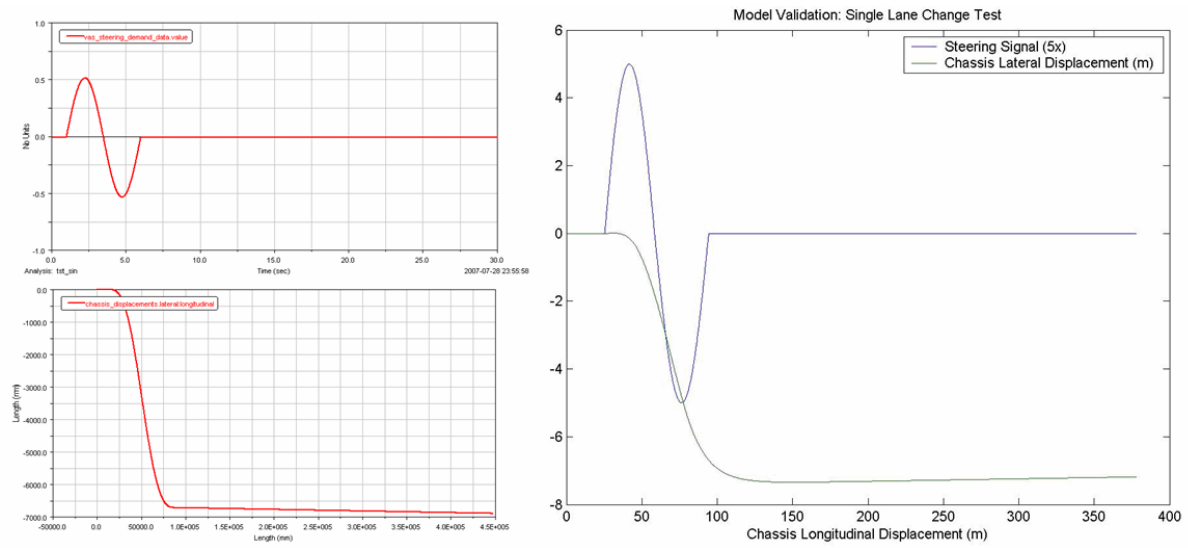 1.0
vas_steering_demand_data.value
0.5
No Units
0.0
-0.5
-1.0
0.0 5.0 10.0 15.0 20.0 25.0 30.0
Analysis: tst_sin Time (sec) 2007-07-28 23:55:58
0.0
chassis_displacements.lateral.longitudinal
-1000.0
-2000.0
-3000.0
Length (mm)
-4000.0
-5000.0
-6000.0
-7000.0
-50000.0 0.0 50000.0 1.0E+005 1.5E+005 2.0E+005 2.5E+005 3.0E+005 3.5E+005 4.0E+005 4.5E+005
Length (mm)
Model Validation: Single Lane Change Test
6
Steering Signal (5x)
Chassis Lateral Displacement (m)
4
2
0
-2
-4
-6
-8
0 50 100 150 200 250 300 350 400
Chassis Longitudinal Displacement (m)